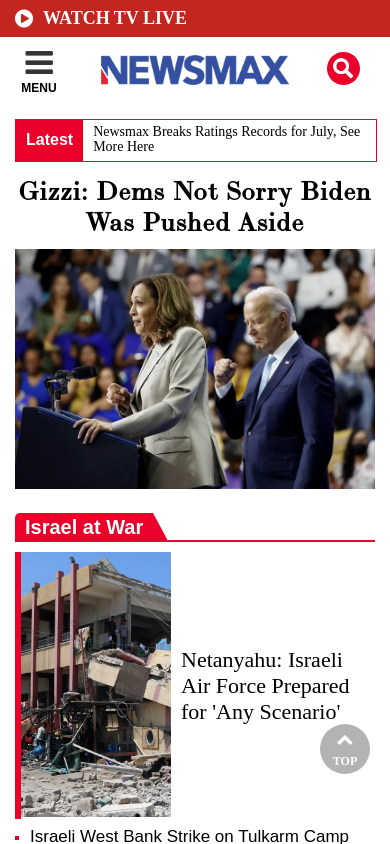 WATCH TV LIVE
MENU
NEWSMAX
Latest
Newsmax Breaks Ratings Records for July, See
More Here
Gizzi: Dems Not Sorry Biden
Was Pushed Aside
Israel at War
Netanyahu: Israeli
Air Force Prepared
for 'Any Scenario'
TOP
Israeli West Bank Strike on Tulkarm Camp